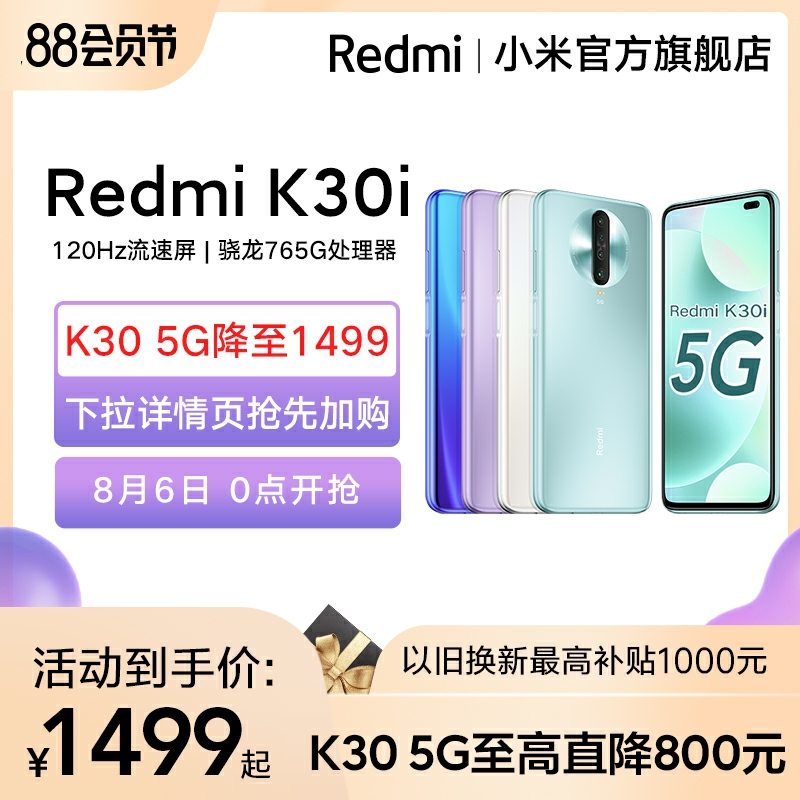 .88会员节
Redmi | 小米官方旗舰店
Redmi K30i
120Hz流速屏 | 骁龙765G处理器
K30 5G降至1499
下拉详情页抢先加购
8月6日 0点开抢
5G
Redmi
Redmi K30i
5G
活动到手价:
¥1499起
以旧换新最高补贴1000元
K30 5G至高直降800元